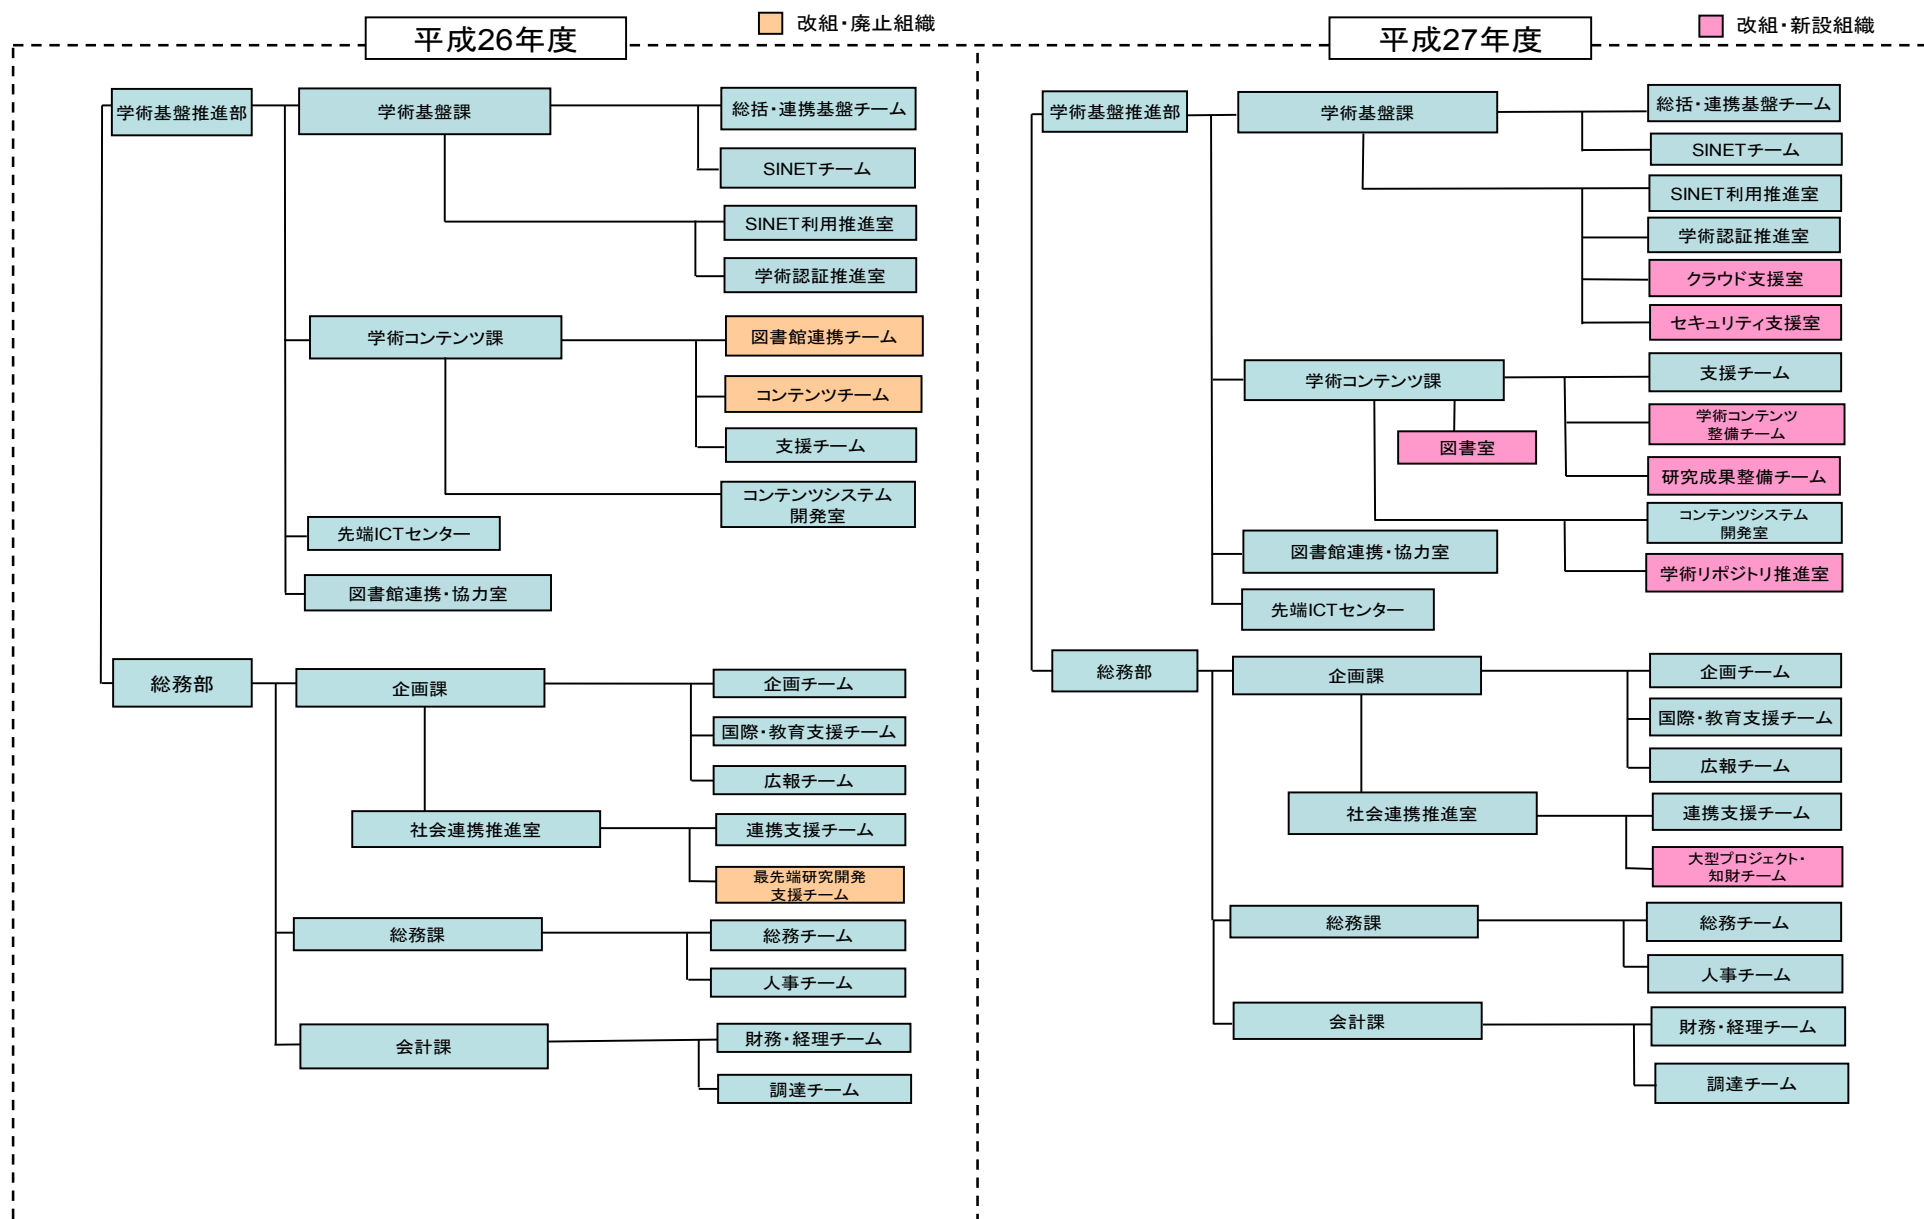 平成26年度
改組・廃止組織
学術基盤推進部
学術基盤課
総括・連携基盤チーム
SINETチーム
SINET利用推進室
学術認証推進室
学術コンテンツ課
図書館連携チーム
コンテンツチーム
支援チーム
コンテンツシステム
開発室
先端ICTセンター
図書館連携・協力室
総務部
企画課
企画チーム
国際・教育支援チーム
広報チーム
社会連携推進室
連携支援チーム
最先端研究開発
支援チーム
総務課
総務チーム
人事チーム
会計課
財務・経理チーム
調達チーム
平成27年度
改組・新設組織
学術基盤推進部
学術基盤課
総括・連携基盤チーム
SINETチーム
SINET利用推進室
学術認証推進室
クラウド支援室
セキュリティ支援室
学術コンテンツ課
支援チーム
学術コンテンツ
整備チーム
図書室
研究成果整備チーム
コンテンツシステム
開発室
学術リポジトリ推進室
図書館連携・協力室
先端ICTセンター
総務部
企画課
企画チーム
国際・教育支援チーム
広報チーム
社会連携推進室
連携支援チーム
大型プロジェクト・
知財チーム
総務課
総務チーム
人事チーム
会計課
財務・経理チーム
調達チーム